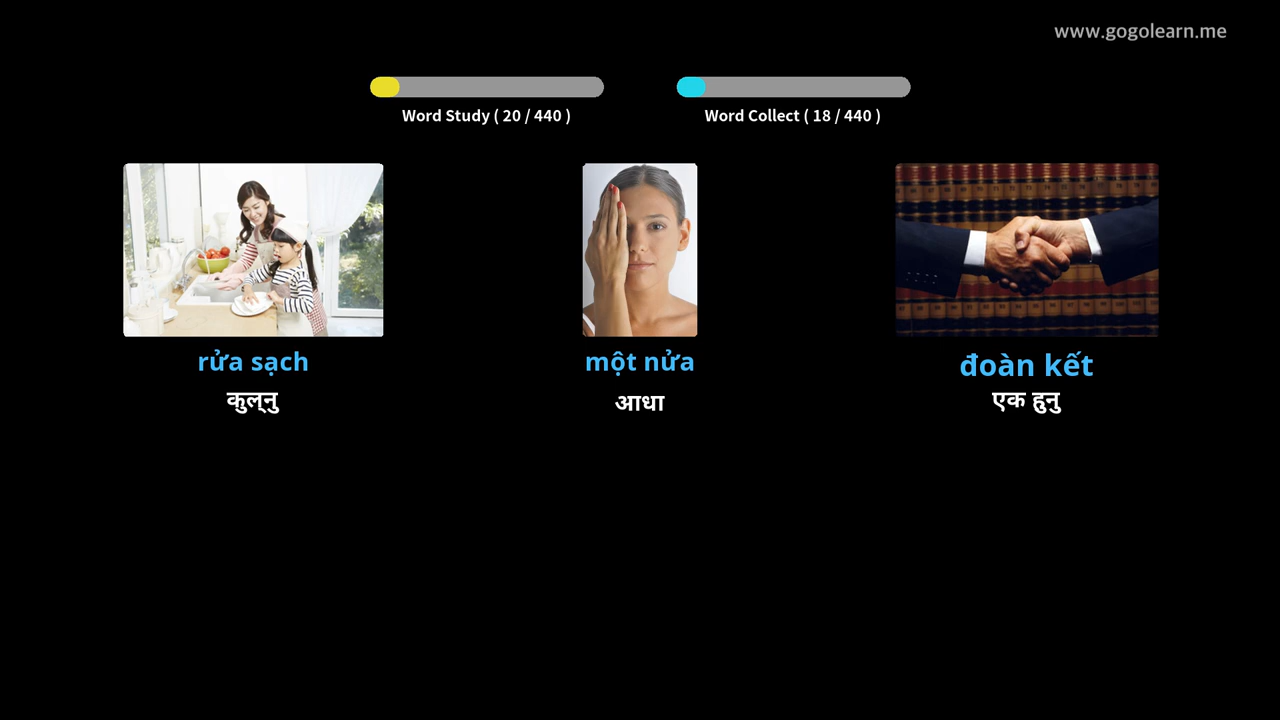 www.gogolearn.me
Word Study ( 20 / 440 )
Word Collect ( 18 / 440 )
rửa sạch
một nửa
đoàn kết
कुल्नु
आधा
एक हुनु